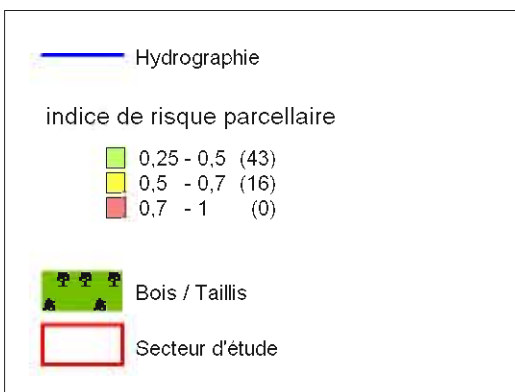 Hydrographie
indice de risque parcellaire
0,25 - 0,5 (43)
0,5 - 0,7 (16)
0,7 - 1 (0)
Bois / Taillis
Secteur d'étude